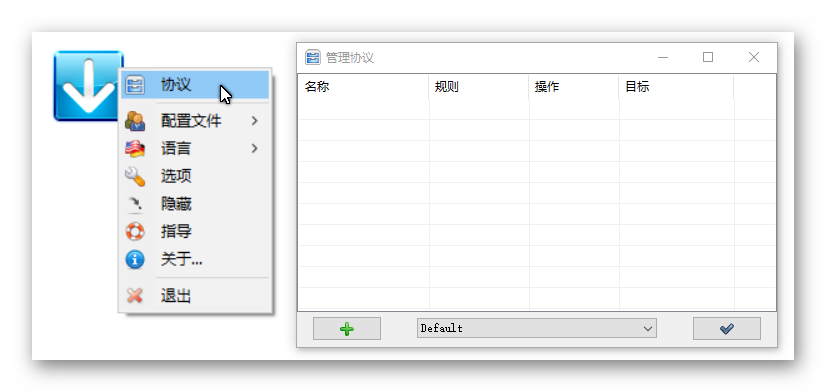 协议
配置文件
语言
选项
隐藏
指导
关于...
退出
管理协议
名称 规则 操作 目标
Default